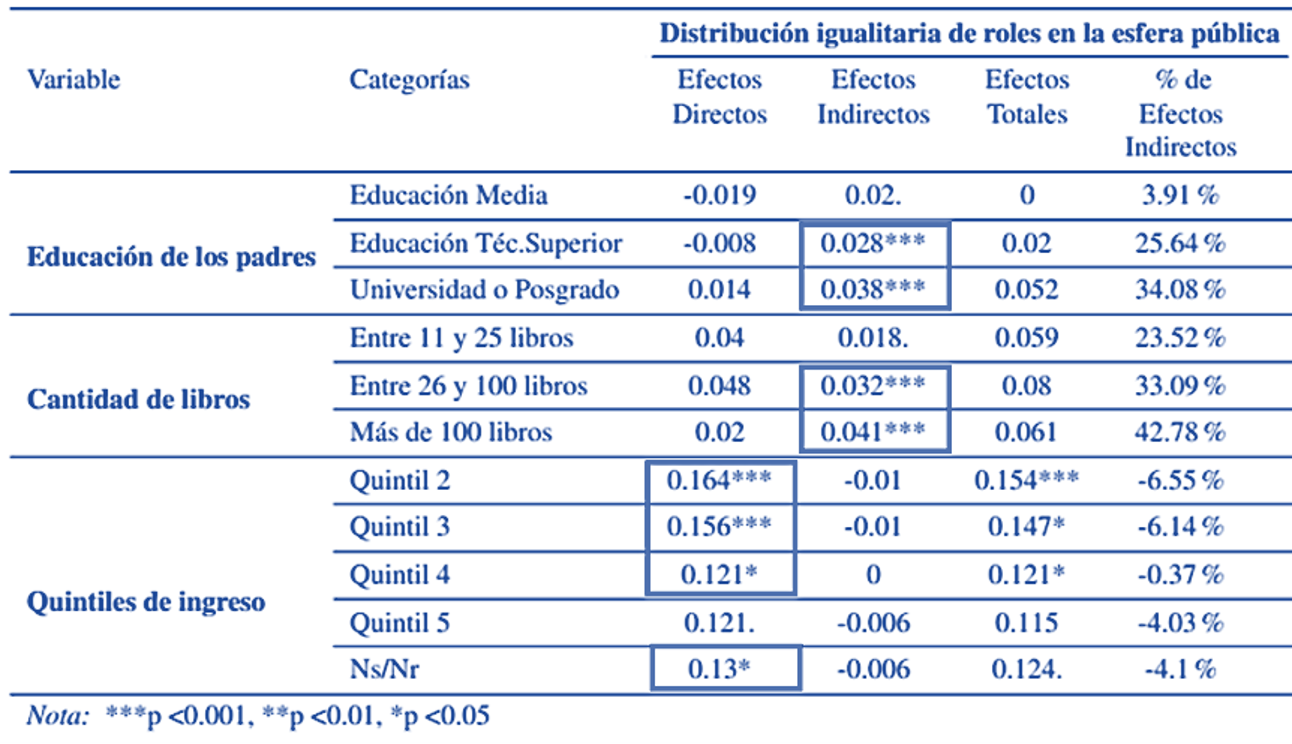 Distribución igualitaria de roles en la esfera pública
Variable Categorías Efectos Directos Efectos Indirectos Efectos Totales % de Efectos Indirectos
Educación de los padres
Educación Media -0.019 0.02. 0 3.91 %
Educación Téc.Superior -0.008 0.028*** 0.02 25.64 %
Universidad o Posgrado 0.014 0.038*** 0.052 34.08 %
Cantidad de libros
Entre 11 y 25 libros 0.04 0.018. 0.059 23.52 %
Entre 26 y 100 libros 0.048 0.032*** 0.08 33.09 %
Más de 100 libros 0.02 0.041*** 0.061 42.78 %
Quintiles de ingreso
Quintil 2 0.164*** -0.01 0.154*** -6.55 %
Quintil 3 0.156*** -0.01 0.147* -6.14 %
Quintil 4 0.121* 0 0.121* -0.37 %
Quintil 5 0.121. -0.006 0.115 -4.03 %
Ns/Nr 0.13* -0.006 0.124. -4.1 %
Nota: ***p <0.001, **p <0.01, *p <0.05